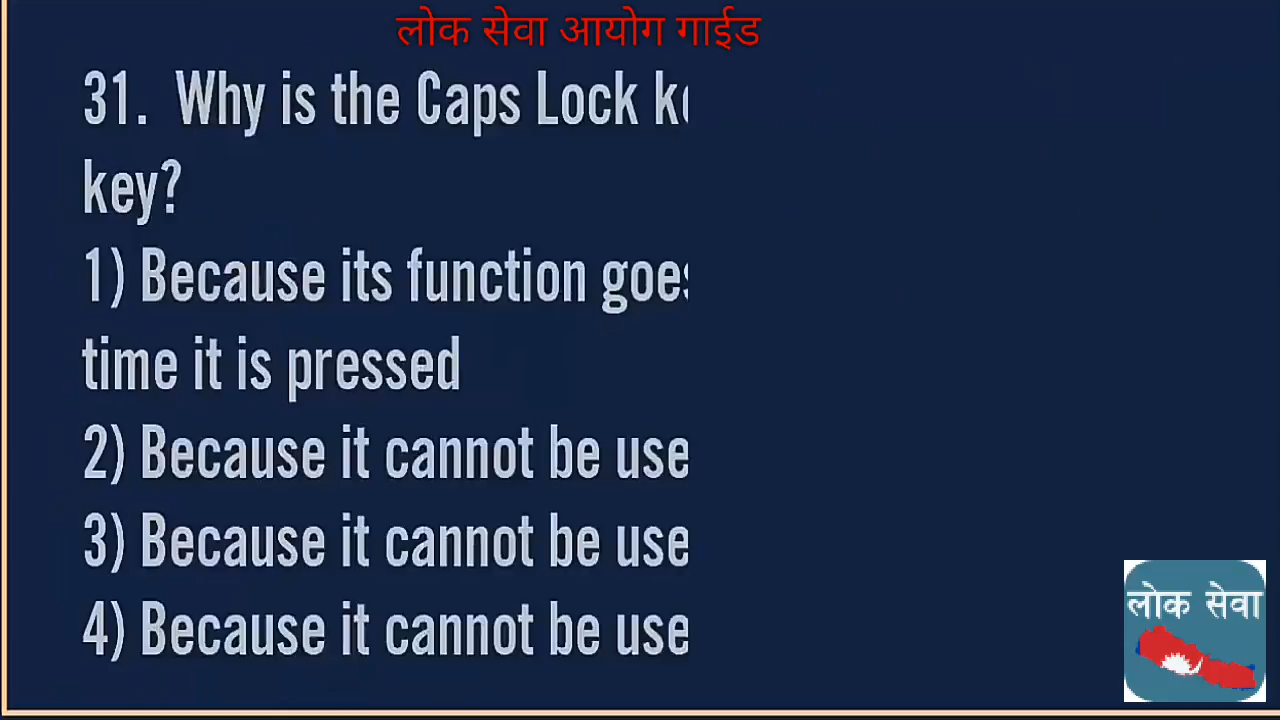 लोक सेवा आयोग गाईड
31. Why is the Caps Lock
key?
1) Because its function
time it is pressed
2) Because it cannot be
3) Because it cannot be
4) Because it cannot be
लोक सेवा